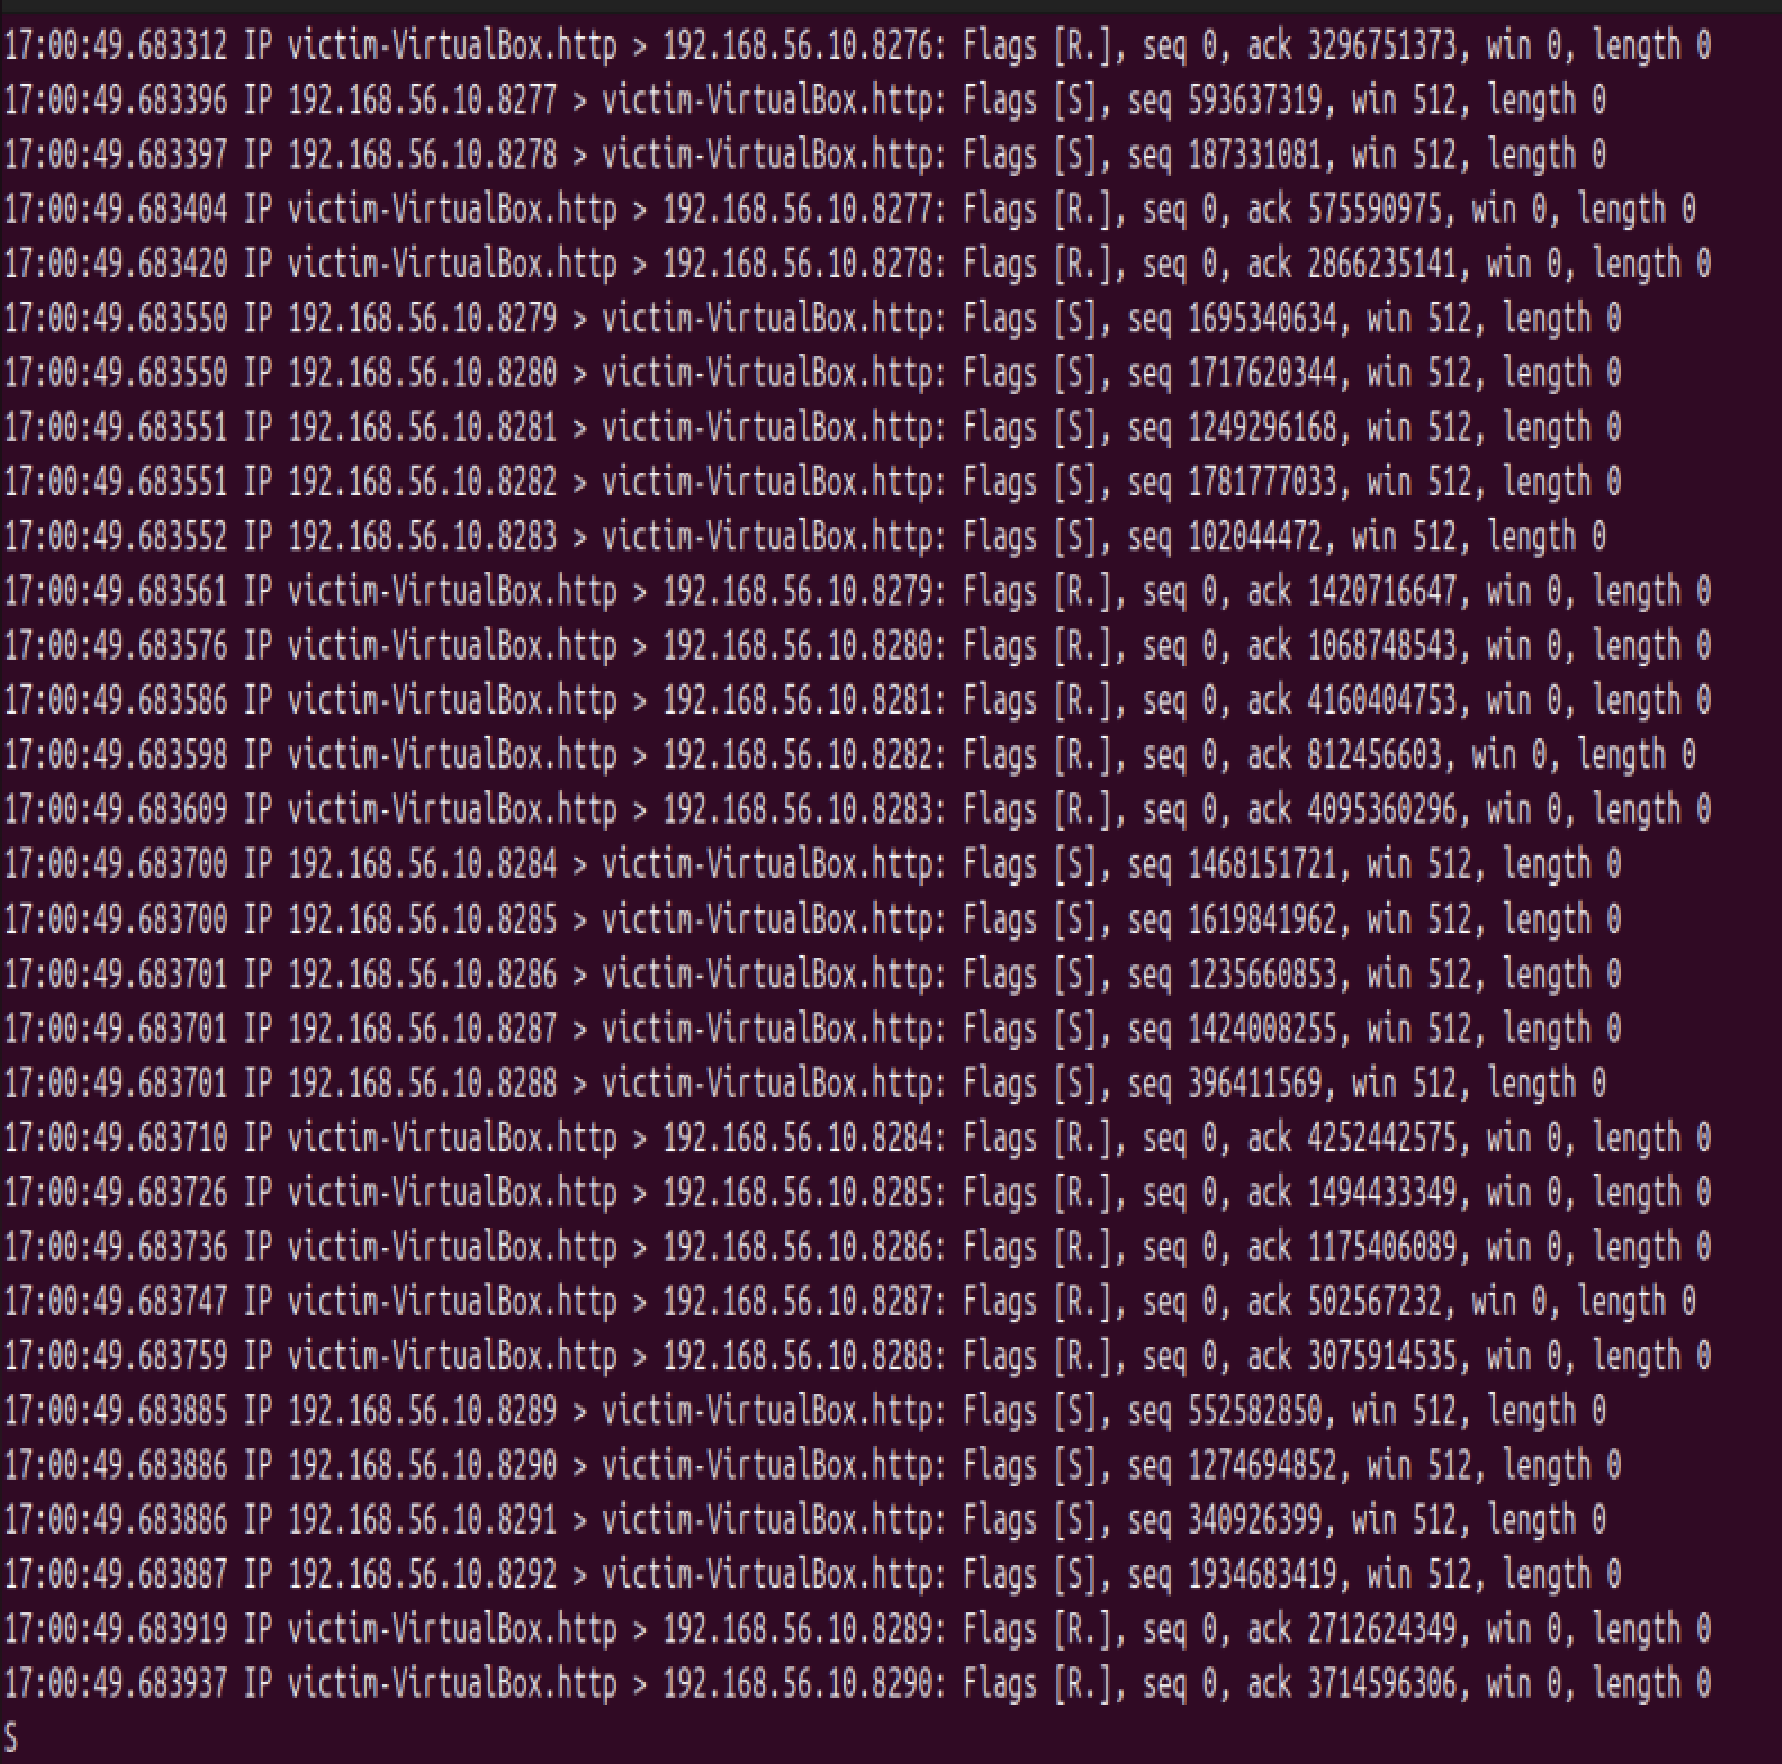 17:00:49.683312 IP victim-VirtualBox.http > 192.168.56.10.8276: Flags [R.], seq 0, ack 3296751373, win 0, length 0
17:00:49.683396 IP 192.168.56.10.8277 > victim-VirtualBox.http: Flags [S], seq 593637319, win 512, length 0
17:00:49.683397 IP 192.168.56.10.8278 > victim-VirtualBox.http: Flags [S], seq 187331081, win 512, length 0
17:00:49.683404 IP victim-VirtualBox.http > 192.168.56.10.8277: Flags [R.], seq 0, ack 575590975, win 0, length 0
17:00:49.683420 IP victim-VirtualBox.http > 192.168.56.10.8278: Flags [R.], seq 0, ack 2866235141, win 0, length 0
17:00:49.683550 IP 192.168.56.10.8279 > victim-VirtualBox.http: Flags [S], seq 1695340634, win 512, length 0
17:00:49.683550 IP 192.168.56.10.8280 > victim-VirtualBox.http: Flags [S], seq 1717620344, win 512, length 0
17:00:49.683551 IP 192.168.56.10.8281 > victim-VirtualBox.http: Flags [S], seq 1249296168, win 512, length 0
17:00:49.683551 IP 192.168.56.10.8282 > victim-VirtualBox.http: Flags [S], seq 1781777033, win 512, length 0
17:00:49.683552 IP 192.168.56.10.8283 > victim-VirtualBox.http: Flags [S], seq 102044472, win 512, length 0
17:00:49.683561 IP victim-VirtualBox.http > 192.168.56.10.8279: Flags [R.], seq 0, ack 1420716647, win 0, length 0
17:00:49.683576 IP victim-VirtualBox.http > 192.168.56.10.8280: Flags [R.], seq 0, ack 1068748543, win 0, length 0
17:00:49.683586 IP victim-VirtualBox.http > 192.168.56.10.8281: Flags [R.], seq 0, ack 4160404753, win 0, length 0
17:00:49.683598 IP victim-VirtualBox.http > 192.168.56.10.8282: Flags [R.], seq 0, ack 812456603, win 0, length 0
17:00:49.683609 IP victim-VirtualBox.http > 192.168.56.10.8283: Flags [R.], seq 0, ack 4095360296, win 0, length 0
17:00:49.683700 IP 192.168.56.10.8284 > victim-VirtualBox.http: Flags [S], seq 1468151721, win 512, length 0
17:00:49.683700 IP 192.168.56.10.8285 > victim-VirtualBox.http: Flags [S], seq 1619841962, win 512, length 0
17:00:49.683701 IP 192.168.56.10.8286 > victim-VirtualBox.http: Flags [S], seq 1235660853, win 512, length 0
17:00:49.683701 IP 192.168.56.10.8287 > victim-VirtualBox.http: Flags [S], seq 1424008255, win 512, length 0
17:00:49.683701 IP 192.168.56.10.8288 > victim-VirtualBox.http: Flags [S], seq 396411569, win 512, length 0
17:00:49.683710 IP victim-VirtualBox.http > 192.168.56.10.8284: Flags [R.], seq 0, ack 4252442575, win 0, length 0
17:00:49.683726 IP victim-VirtualBox.http > 192.168.56.10.8285: Flags [R.], seq 0, ack 1494433349, win 0, length 0
17:00:49.683736 IP victim-VirtualBox.http > 192.168.56.10.8286: Flags [R.], seq 0, ack 1175406089, win 0, length 0
17:00:49.683747 IP victim-VirtualBox.http > 192.168.56.10.8287: Flags [R.], seq 0, ack 502567232, win 0, length 0
17:00:49.683759 IP victim-VirtualBox.http > 192.168.56.10.8288: Flags [R.], seq 0, ack 3075914535, win 0, length 0
17:00:49.683885 IP 192.168.56.10.8289 > victim-VirtualBox.http: Flags [S], seq 552582850, win 512, length 0
17:00:49.683886 IP 192.168.56.10.8290 > victim-VirtualBox.http: Flags [S], seq 1274694852, win 512, length 0
17:00:49.683886 IP 192.168.56.10.8291 > victim-VirtualBox.http: Flags [S], seq 340926399, win 512, length 0
17:00:49.683887 IP 192.168.56.10.8292 > victim-VirtualBox.http: Flags [S], seq 1934683419, win 512, length 0
17:00:49.683919 IP victim-VirtualBox.http > 192.168.56.10.8289: Flags [R.], seq 0, ack 2712624349, win 0, length 0
17:00:49.683937 IP victim-VirtualBox.http > 192.168.56.10.8290: Flags [R.], seq 0, ack 3714596306, win 0, length 0
S